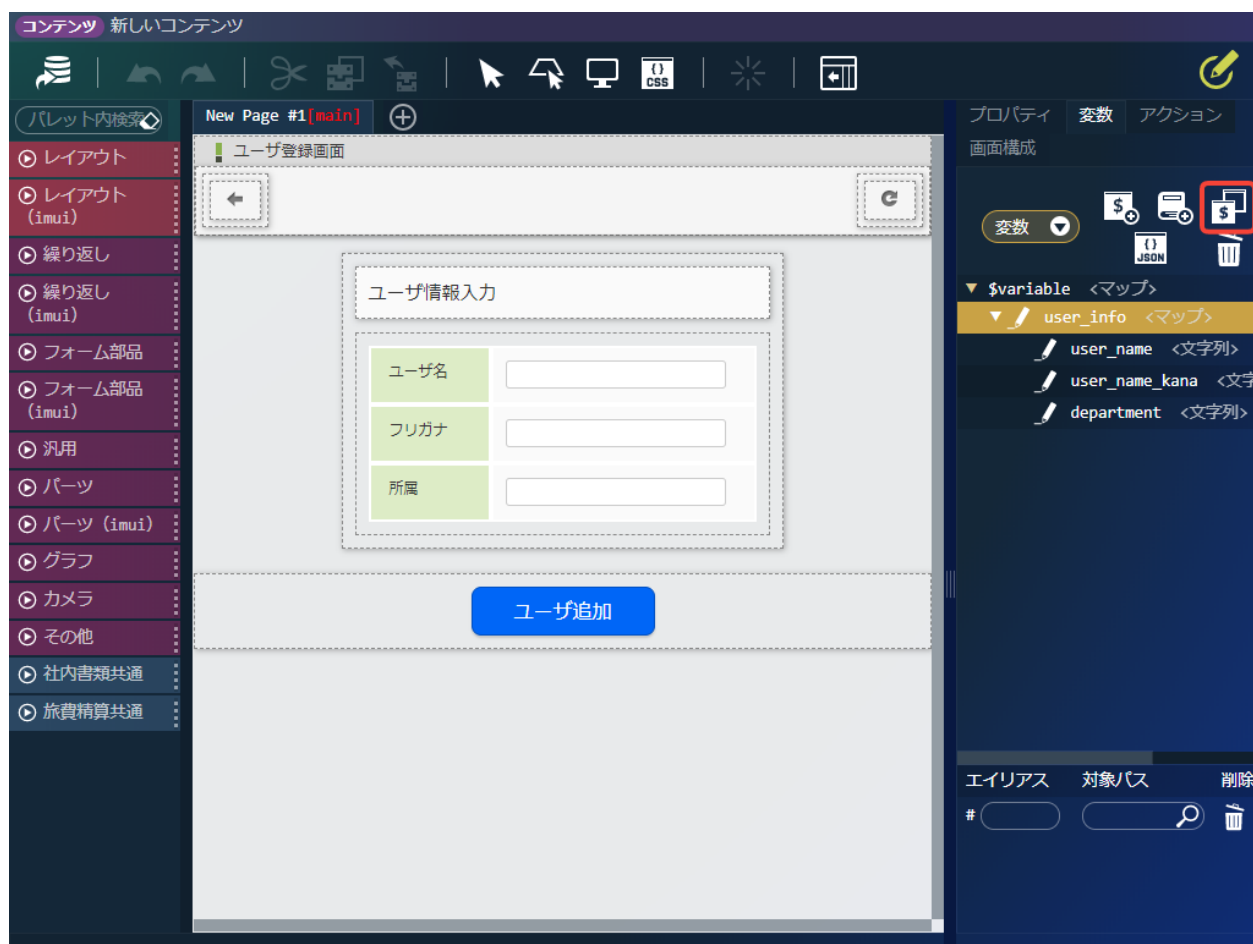 コンテンツ 新しいコンテンツ
{} CSS
パレット内検索
New Page #1[main]
プロパティ 変数 アクション
画面構成
レイアウト
レイアウト
(imui)
繰り返し
繰り返し
(imui)
フォーム部品
フォーム部品
(imui)
汎用
パーツ
パーツ (imui)
グラフ
カメラ
その他
社内書類共通
旅費精算共通
ユーザ登録画面
ユーザ情報入力
ユーザ名
フリガナ
所属
ユーザ追加
変数
$
$
{} JSON
$variable <マップ>
user_info <マップ>
user_name <文字列>
user_name_kana <文字
department <文字列>
エイリアス 対象パス 削除
#